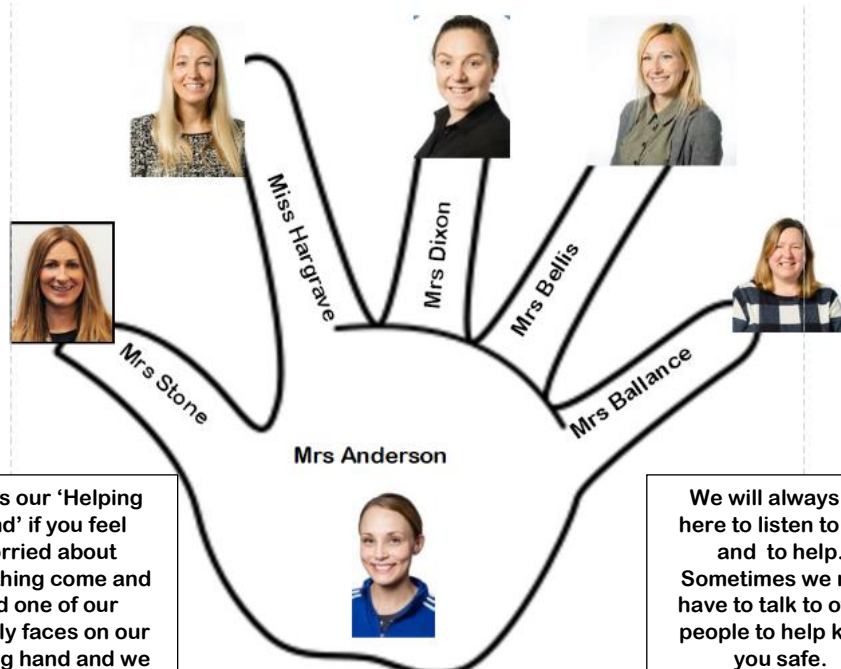 Miss Hargrave
Mrs Dixon
Mrs Bellis
Mrs Stone
Mrs Ballance
Mrs Anderson
s our ‘Helping
d’ if you feel
rried about
thing come and
d one of our
ly faces on our
g hand and we
We will always
here to listen to
and to help.
Sometimes we
have to talk to o
people to help k
you safe.